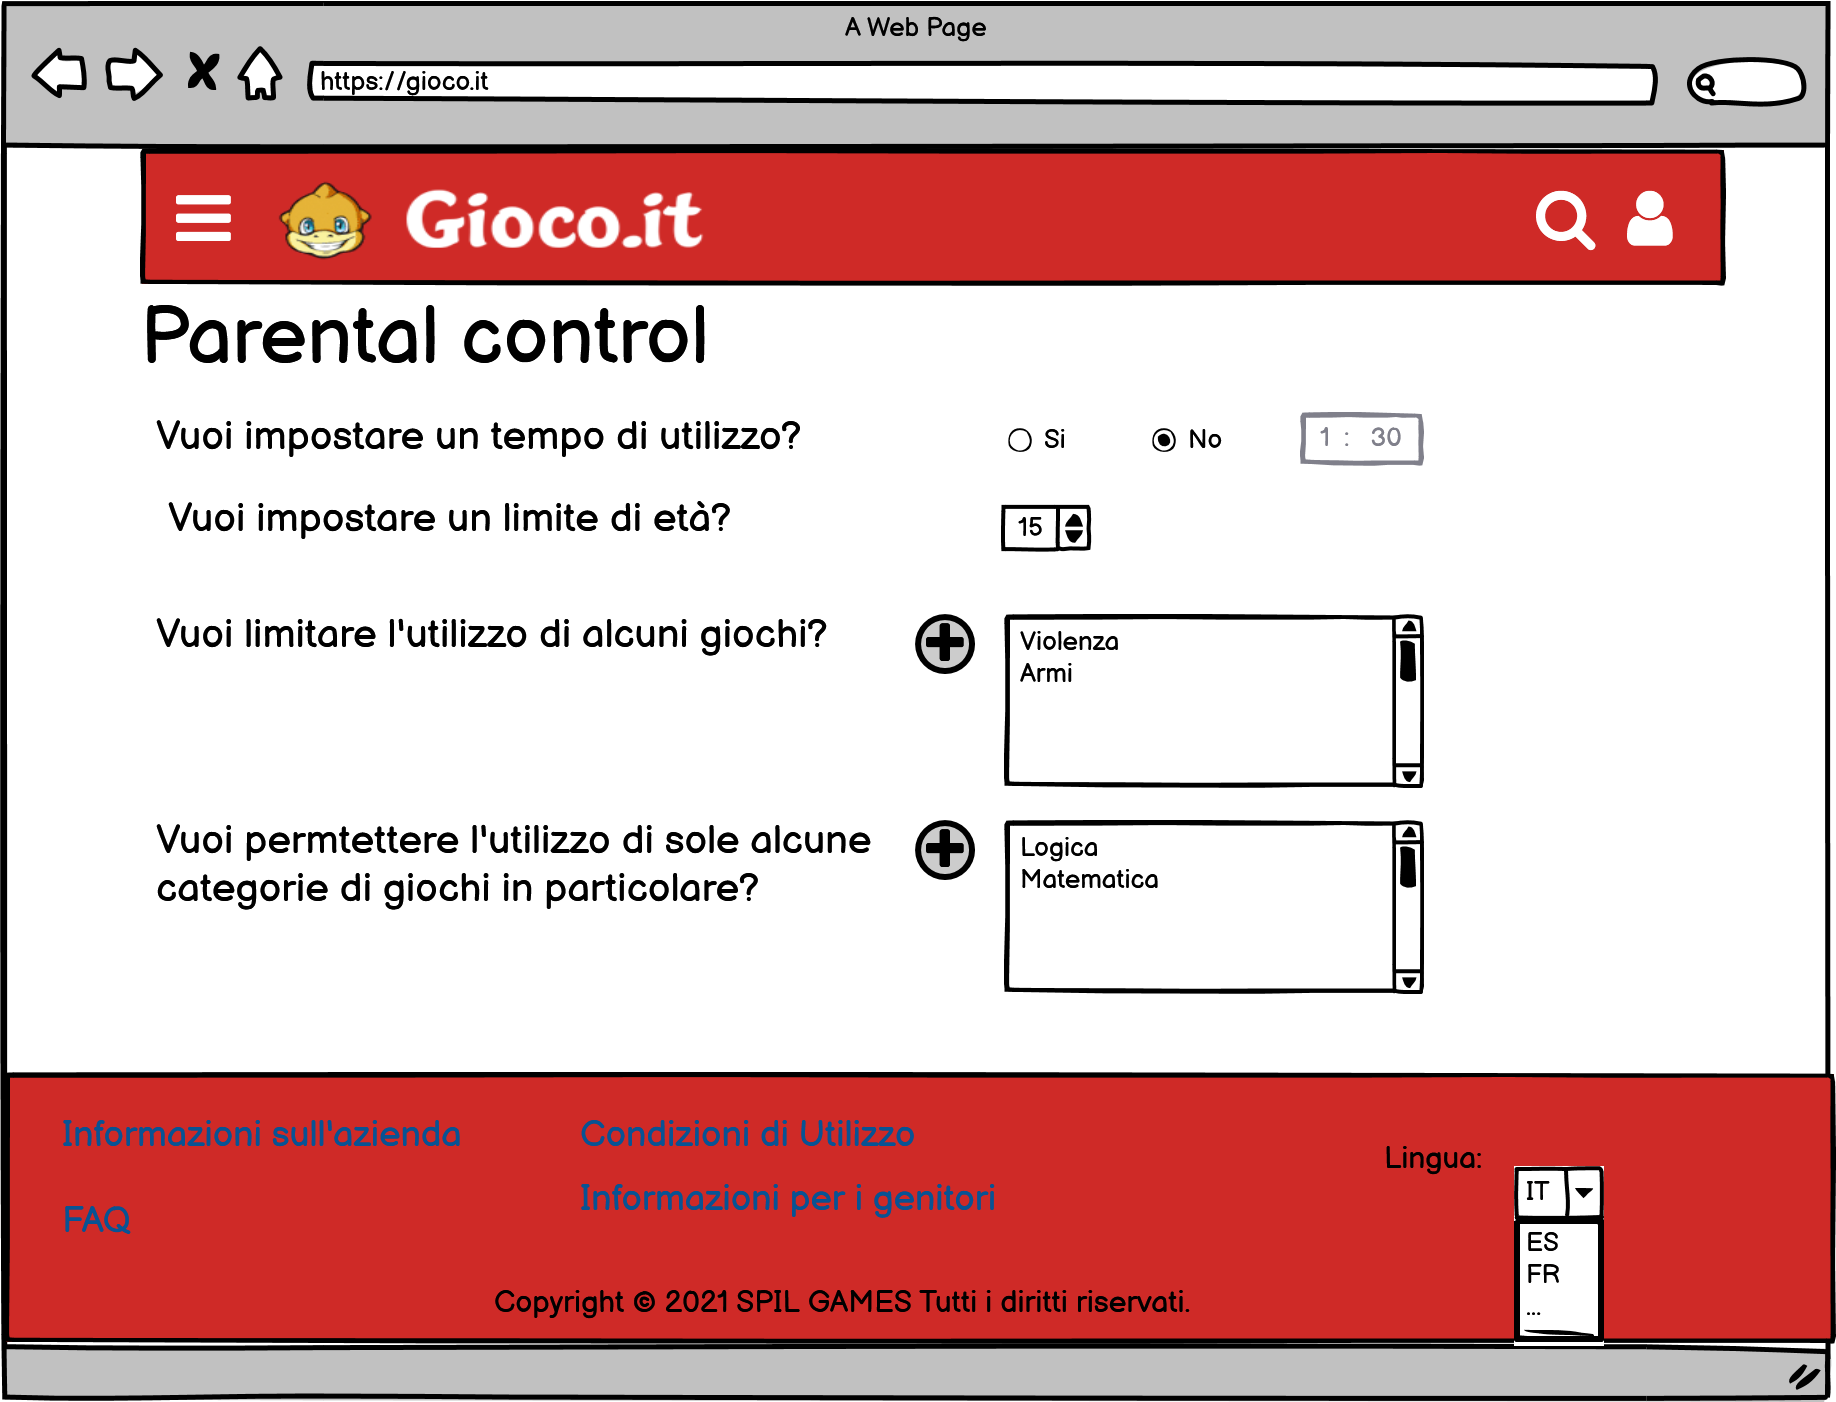 A Web Page
https://gioco.it
Gioco.it
Parental control
Vuoi impostare un tempo di utilizzo?
Si
No
1 : 30
Vuoi impostare un limite di età?
15
Vuoi limitare l'utilizzo di alcuni giochi?
Violenza
Armi
Vuoi permtettere l'utilizzo di sole alcune
categorie di giochi in particolare?
Logica
Matematica
Informazioni sull'azienda
Condizioni di Utilizzo
Lingua:
Informazioni per i genitori
IT
FAQ
ES
FR
...
Copyright © 2021 SPIL GAMES Tutti i diritti riservati.